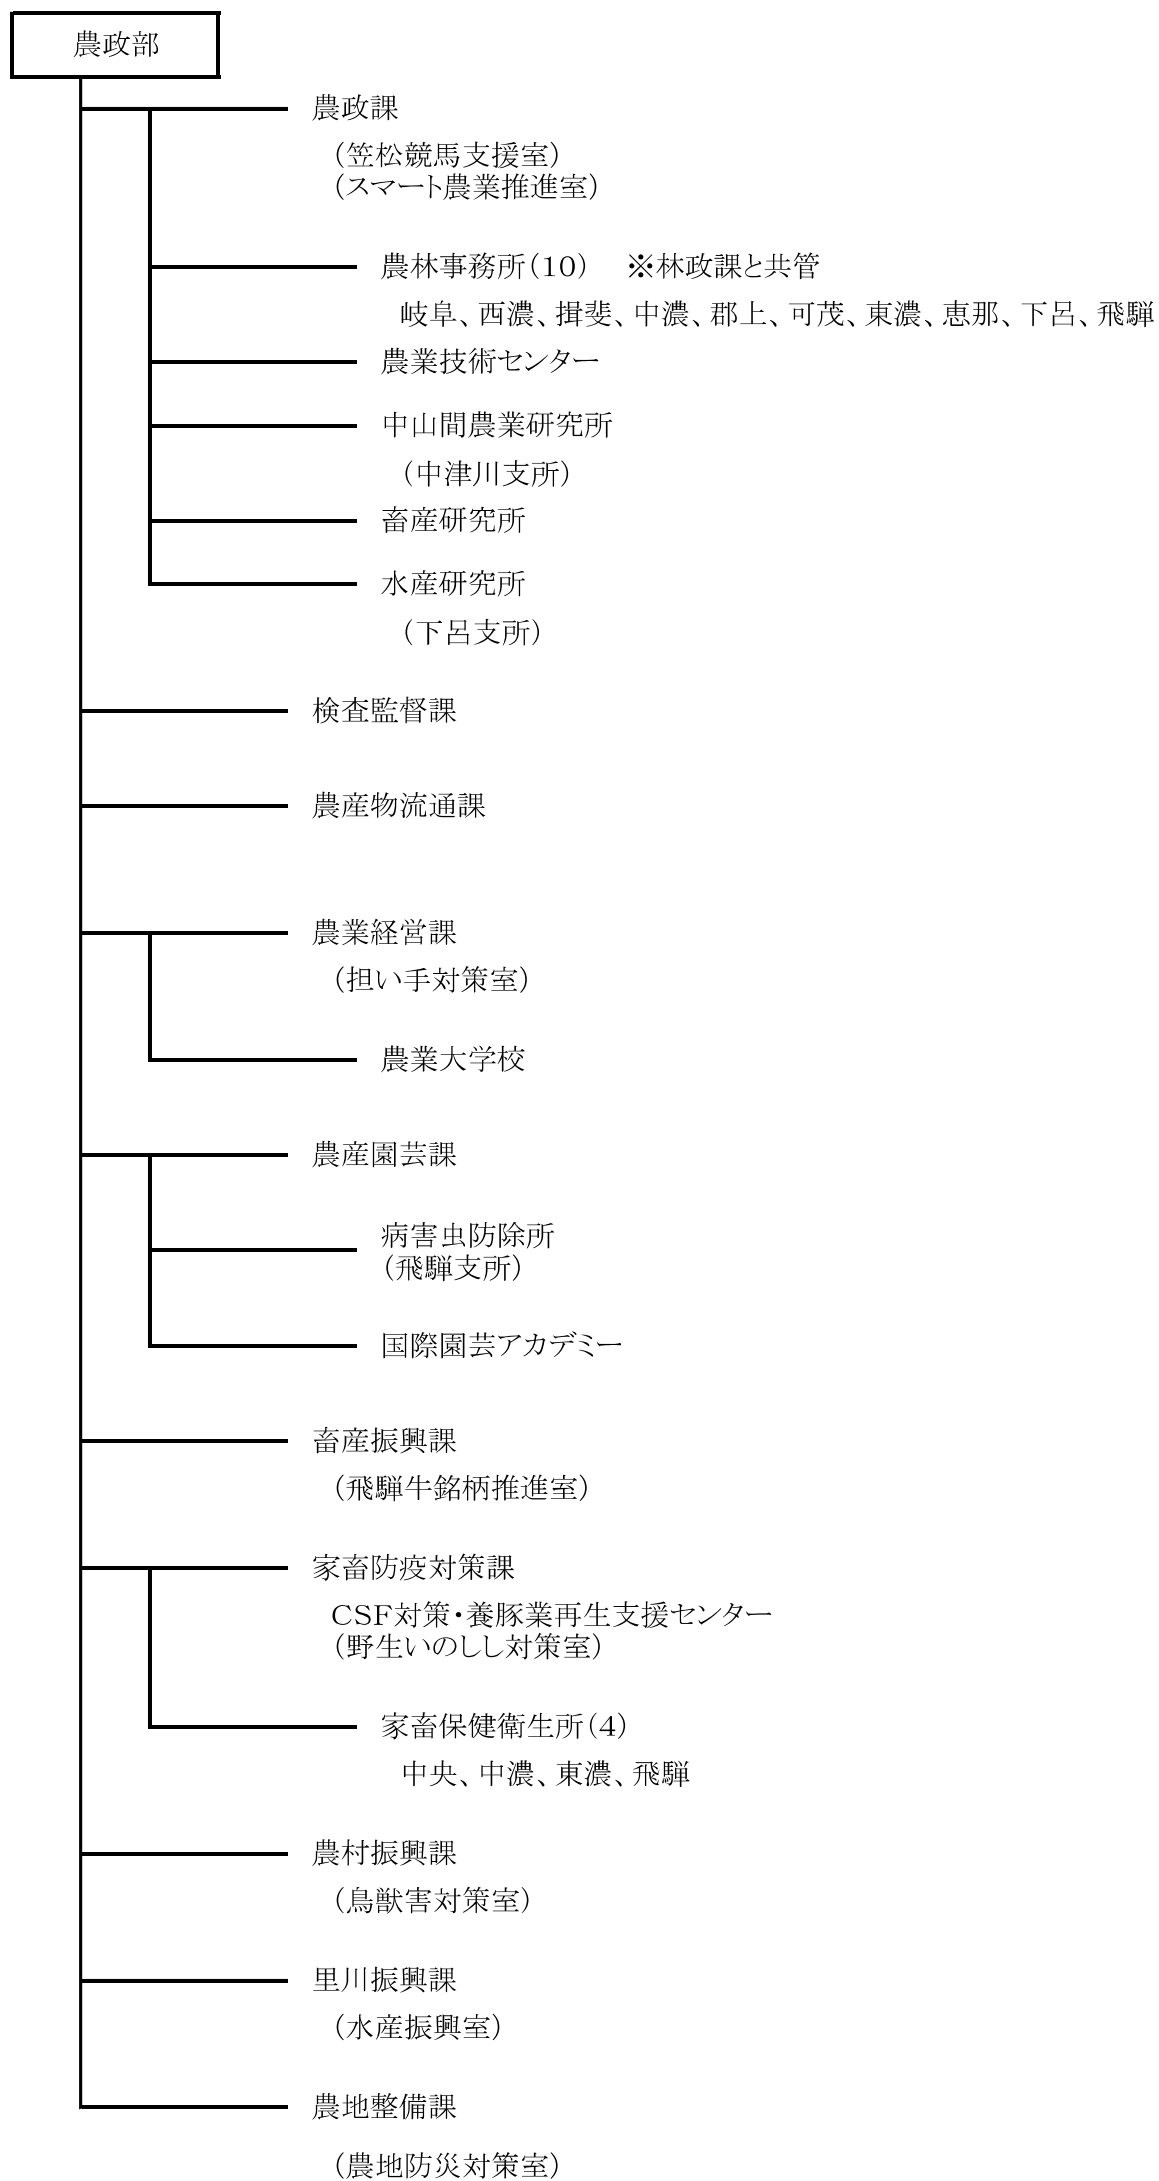 農政部
農政課
（笠松競馬支援室）
（スマート農業推進室）
農林事務所（10）　※林政課と共管
岐阜、西濃、揖斐、中濃、郡上、可茂、東濃、恵那、下呂、飛騨
農業技術センター
中山間農業研究所
（中津川支所）
畜産研究所
水産研究所
（下呂支所）
検査監督課
農産物流通課
農業経営課
（担い手対策室）
農業大学校
農産園芸課
病害虫防除所
（飛騨支所）
国際園芸アカデミー
畜産振興課
（飛騨牛銘柄推進室）
家畜防疫対策課
CSF対策・養豚業再生支援センター
（野生いのしし対策室）
家畜保健衛生所（4）
中央、中濃、東濃、飛騨
農村振興課
（鳥獣害対策室）
里川振興課
（水産振興室）
農地整備課
（農地防災対策室）